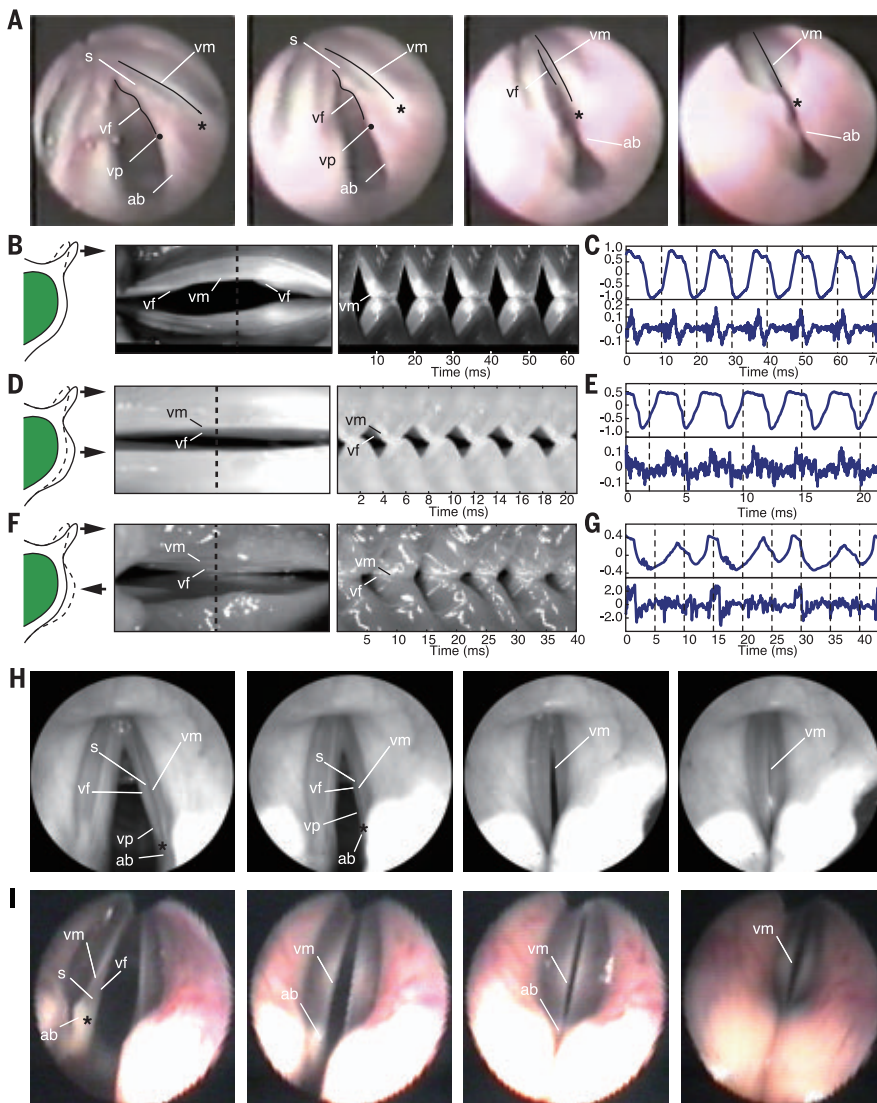 A
s vm vf vp ab *
s vm vf vp ab *
vm vf * ab
vm * ab
B
vf vm vf
vm
10 20 30 40 50 60
Time (ms)
C
1.0
0.5
0.0
-1.0
0.2
-0.1
0 10 20 30 40 50 60 70
Time (ms)
D
vm
vf
vm
vf
2 4 6 8 10 12 14 16 18 20
Time (ms)
E
0.5
-0.5
-1.0
0.1
-0.1
0 5 10 15 20
Time (ms)
F
vm
vf
vm
vf
5 10 15 20 25 30 35 40
Time (ms)
G
0.4
-0.4
2.0
0.0
0 5 10 15 20 25 30 35 40
Time (ms)
H
s vm vf vp * ab
s vm vf vp * ab
vm
vm
I
vm vf s ab *
vm ab
vm ab
vm